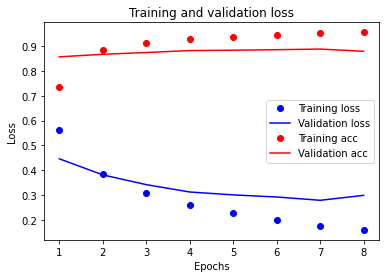 Training and validation loss
Loss
0.9
0.8
0.7
0.6
0.5
0.4
0.3
0.2
Training loss
Validation loss
Training acc
Validation acc
1 2 3 4 5 6 7 8
Epochs